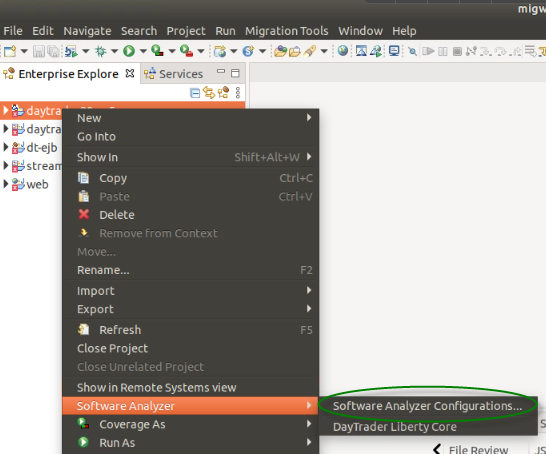 migw
File Edit Navigate Search Project Run Migration Tools Window Help
Enterprise Explore Services
daytrader
daytra
dt-ejb
stream
web
New
Go Into
Show In Shift+Alt+W
Copy Ctrl+C
Paste Ctrl+V
Delete
Remove from Context
Move...
Rename... F2
Import
Export
Refresh F5
Close Project
Close Unrelated Project
Show in Remote Systems view
Software Analyzer
Software Analyzer Configurations...
Coverage As
DayTrader Liberty Core
Run As
File Review
JS